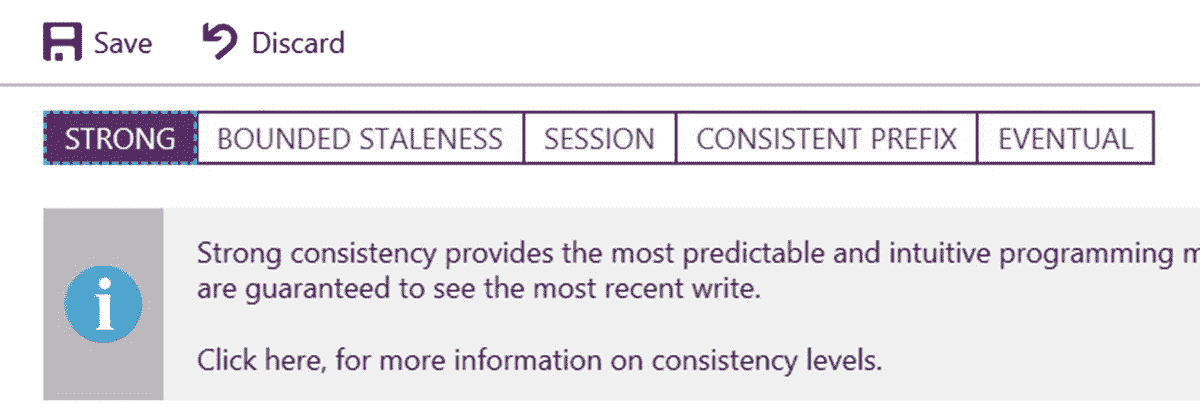 Save Discard
STRONG BOUNDED STALENESS SESSION CONSISTENT PREFIX EVENTUAL
Strong consistency provides the most predictable and intuitive programming
are guaranteed to see the most recent write.
Click here, for more information on consistency levels.